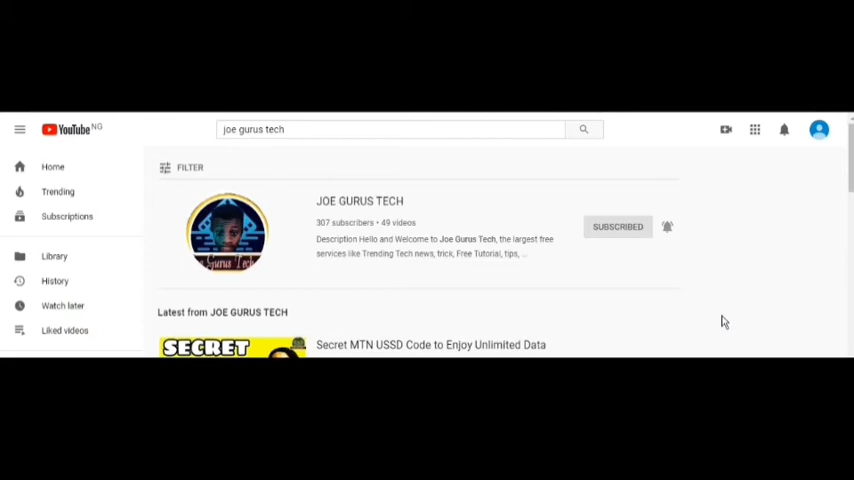 YouTube NG
joe gurus tech
Home
Trending
Subscriptions
Library
History
Watch later
Liked videos
FILTER
JOE GURUS TECH
307 subscribers • 49 videos
Description Hello and Welcome to Joe Gurus Tech, the largest free
services like Trending Tech news, trick, Free Tutorial, tips, ...
SUBSCRIBED
Gurus Tech
Latest from JOE GURUS TECH
SECRET
Secret MTN USSD Code to Enjoy Unlimited Data